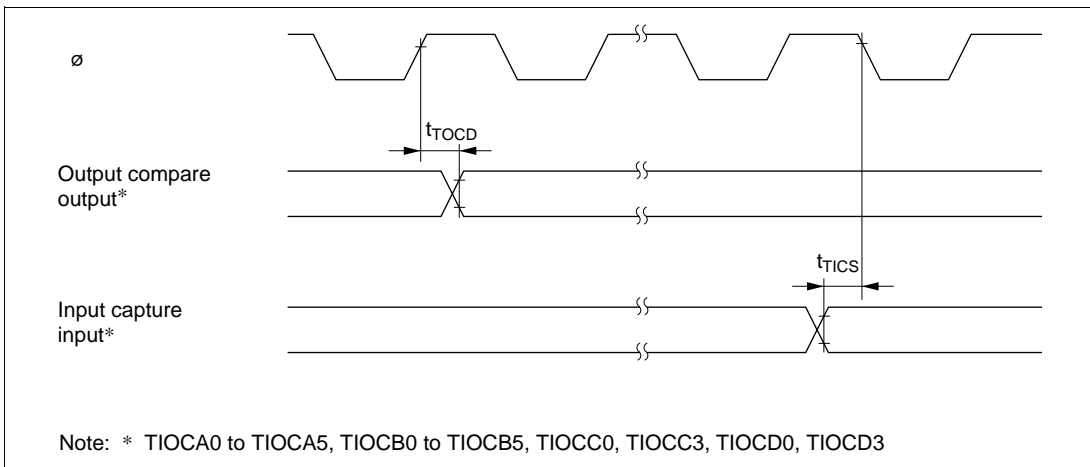 ø
tTOCD
Output compare
output*
tTICS
Input capture
input*
Note: * TIOCA0 to TIOCA5, TIOCB0 to TIOCB5, TIOCC0, TIOCC3, TIOCD0, TIOCD3